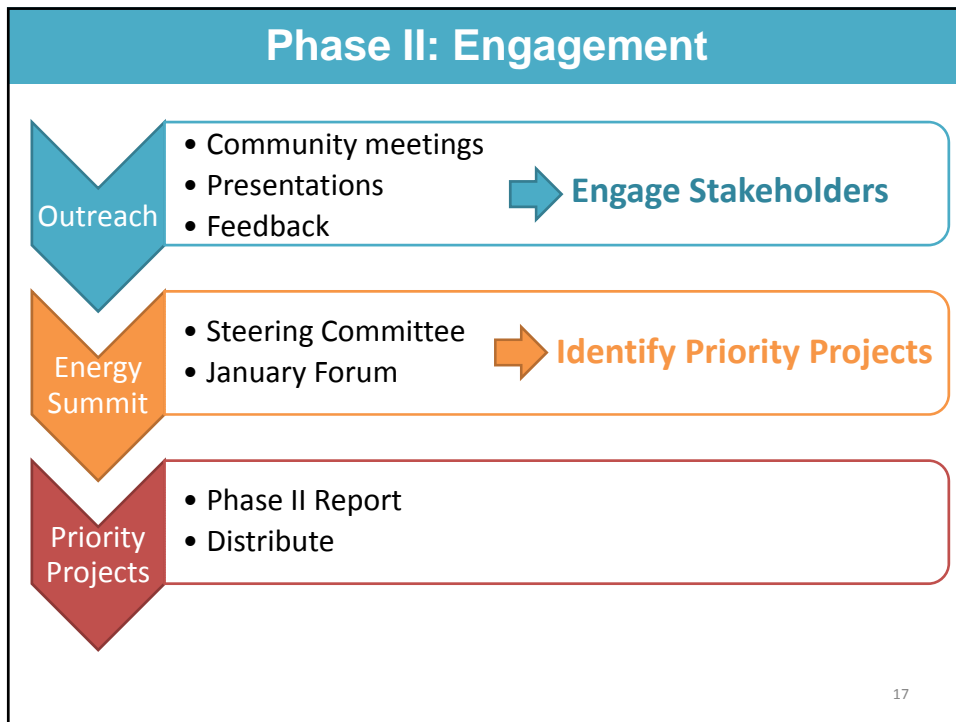 Phase II: Engagement
Outreach
• Community meetings
• Presentations
• Feedback
Engage Stakeholders
Energy
Summit
• Steering Committee
• January Forum
Identify Priority Projects
Priority
Projects
• Phase II Report
• Distribute
17